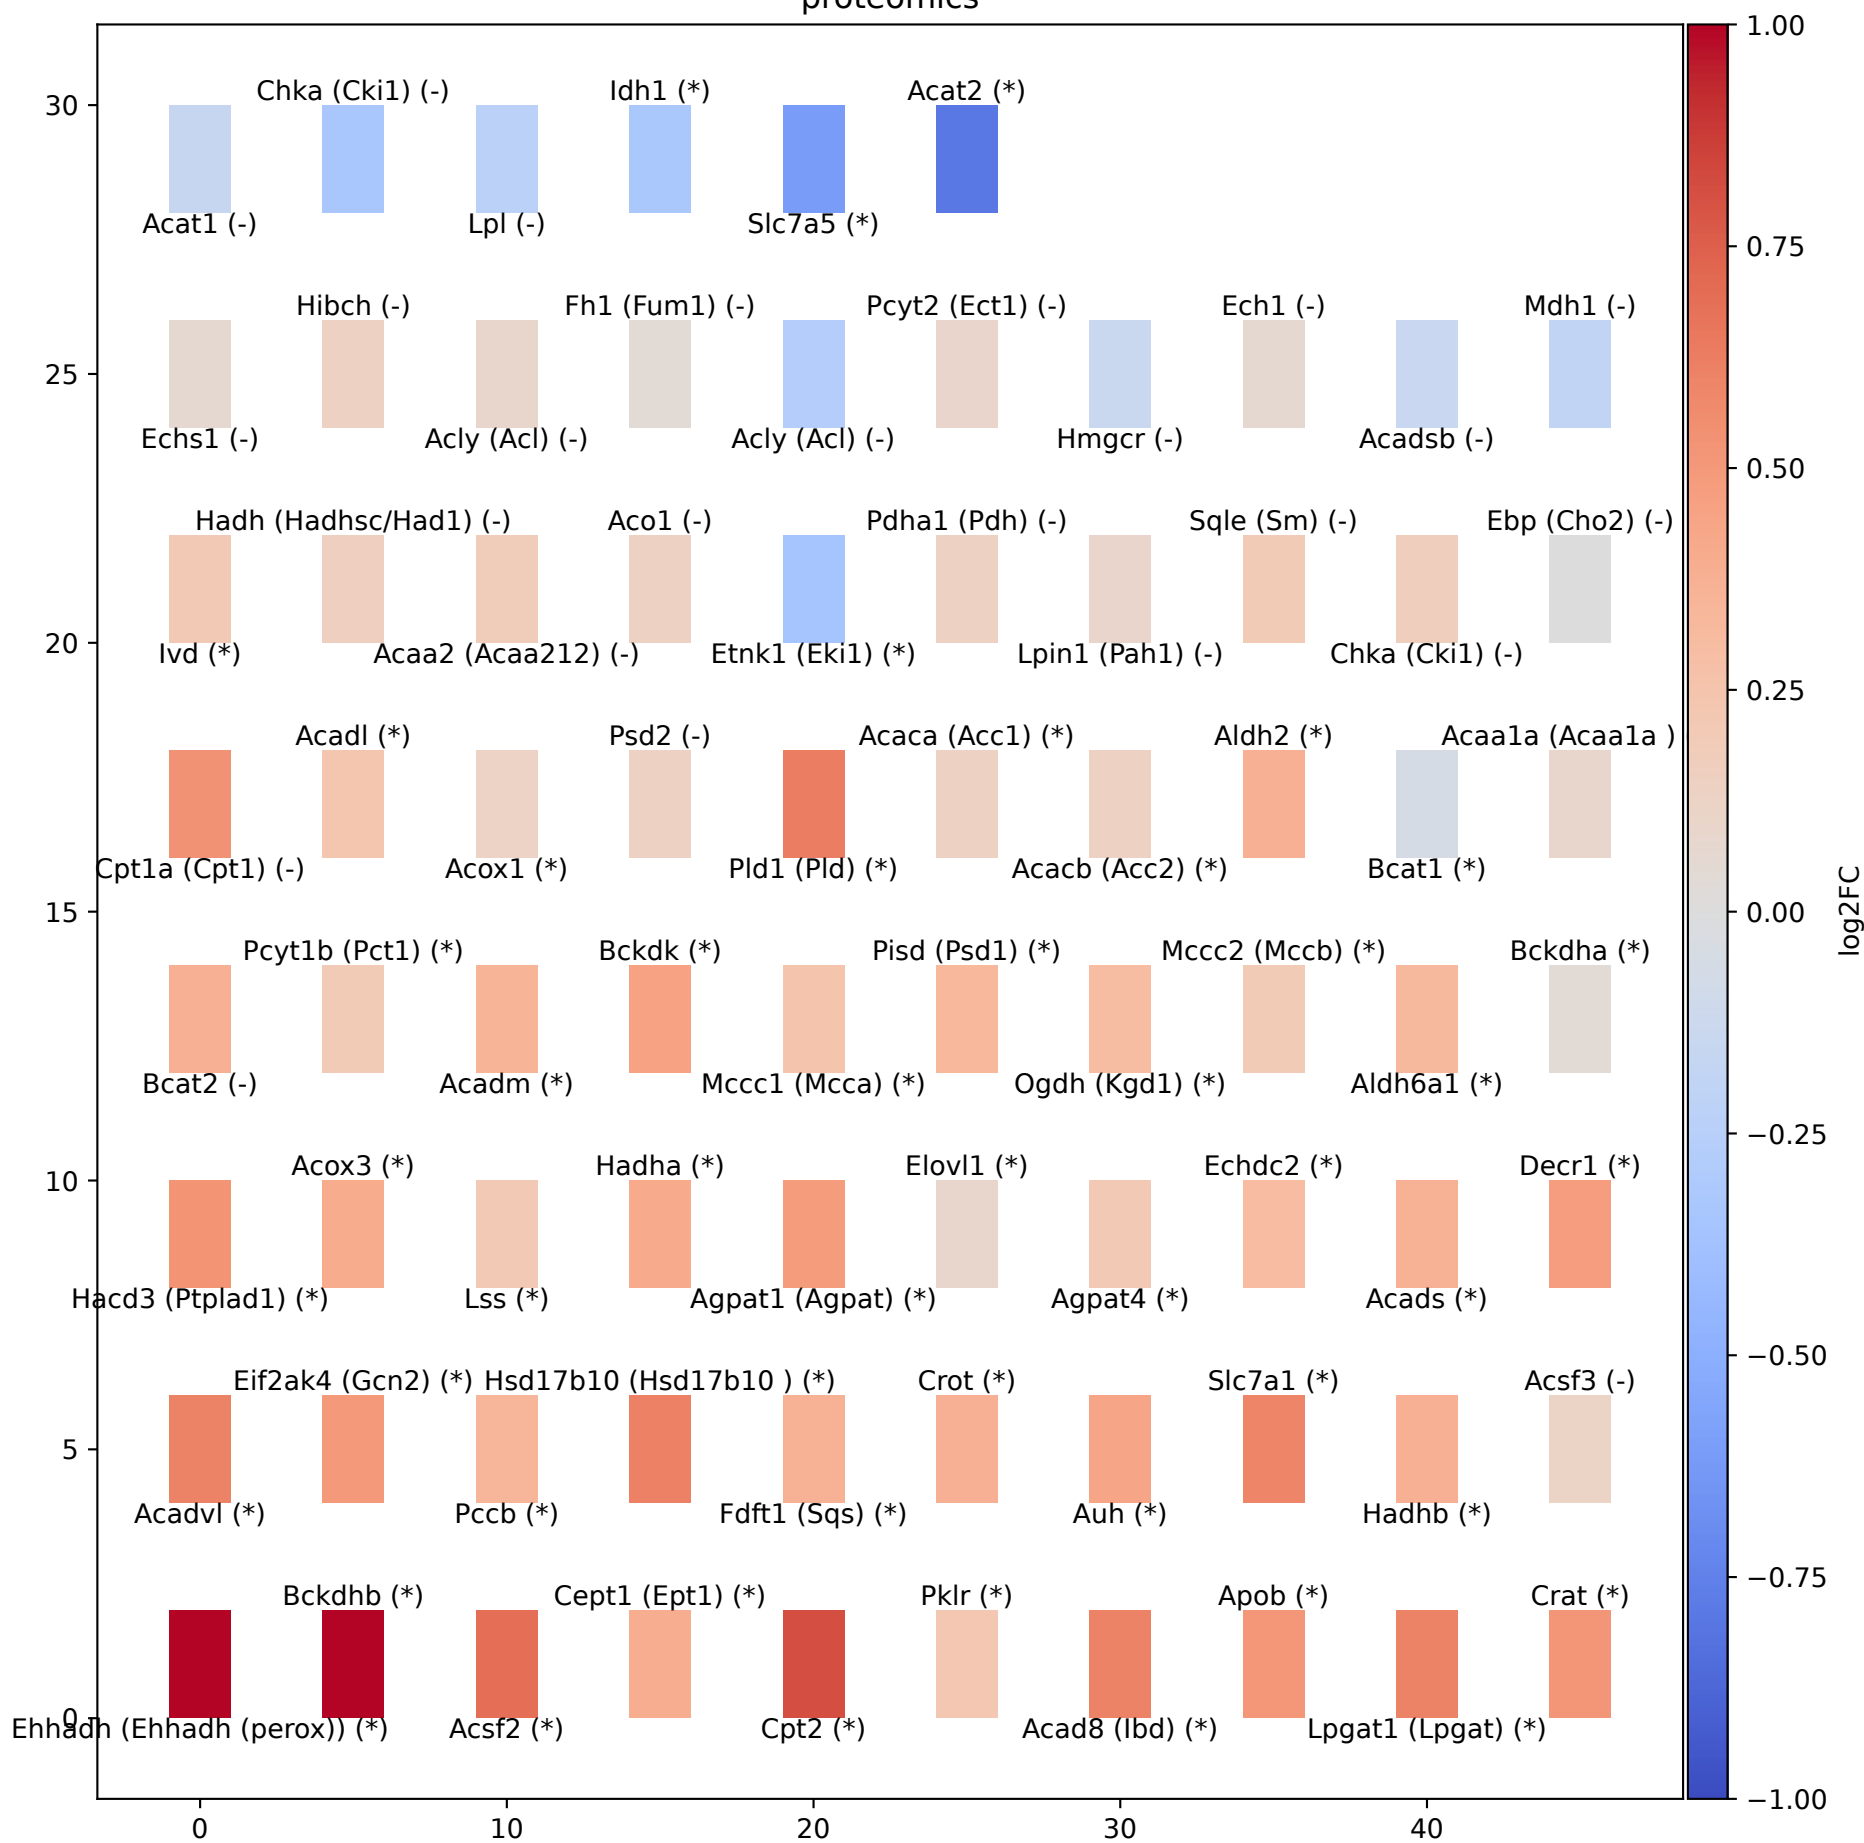 proteomics
1.00
30
Chka (Cki1) (-) Idh1 (*) Acat2 (*)
Acat1 (-) Lpl (-) Slc7a5 (*)
0.75
Hibch (-) Fh1 (Fum1) (-) Pcyt2 (Ect1) (-) Ech1 (-) Mdh1 (-)
25
Echs1 (-) Acly (Acl) (-) Acly (Acl) (-) Hmgcr (-) Acadsb (-)
0.50
Hadh (Hadhsc/Had1) (-) Aco1 (-) Pdha1 (Pdh) (-) Sqle (Sm) (-) Ebp (Cho2) (-)
20
Ivd (*) Acaa2 (Acaa212) (-) Etnk1 (Eki1) (*) Lpin1 (Pah1) (-) Chka (Cki1) (-)
0.25
Acadl (*) Psd2 (-) Acaca (Acc1) (*) Aldh2 (*) Acaa1a (Acaa1a )
Cpt1a (Cpt1) (-) Acox1 (*) Pld1 (Pld) (*) Acacb (Acc2) (*) Bcat1 (*)
15
0.00
log2FC
Pcyt1b (Pct1) (*) Bckdk (*) Pisd (Psd1) (*) Mccc2 (Mccb) (*) Bckdha (*)
Bcat2 (-) Acadm (*) Mccc1 (Mcca) (*) Ogdh (Kgd1) (*) Aldh6a1 (*)
−0.25
Acox3 (*) Hadha (*) Elovl1 (*) Echdc2 (*) Decr1 (*)
10
Hacd3 (Ptplad1) (*) Lss (*) Agpat1 (Agpat) (*) Agpat4 (*) Acads (*)
−0.50
Eif2ak4 (Gcn2) (*) Hsd17b10 (Hsd17b10 ) (*) Crot (*) Slc7a1 (*) Acsf3 (-)
5
Acadvl (*) Pccb (*) Fdft1 (Sqs) (*) Auh (*) Hadhb (*)
−0.75
Bckdhb (*) Cept1 (Ept1) (*) Pklr (*) Apob (*) Crat (*)
0
Ehhadh (Ehhadh (perox)) (*) Acsf2 (*) Cpt2 (*) Acad8 (Ibd) (*) Lpgat1 (Lpgat) (*)
−1.00
0 10 20 30 40